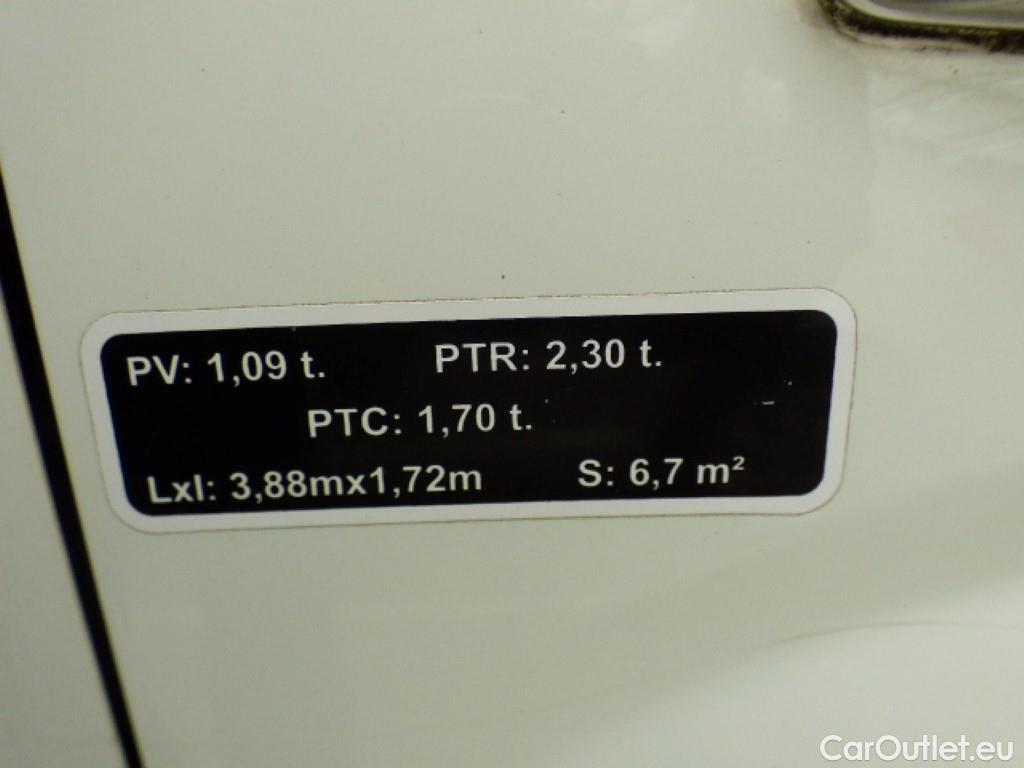 PV: 1,09 t. PTR: 2,30 t.
PTC: 1,70 t.
Lxl: 3,88mx1,72m S: 6,7 m²
CarOutlet.eu